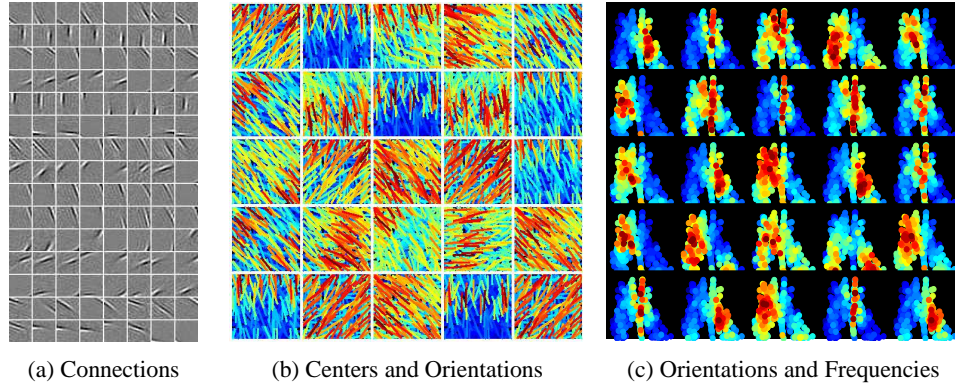 (a) Connections
(b) Centers and Orientations
(c) Orientations and Frequencies